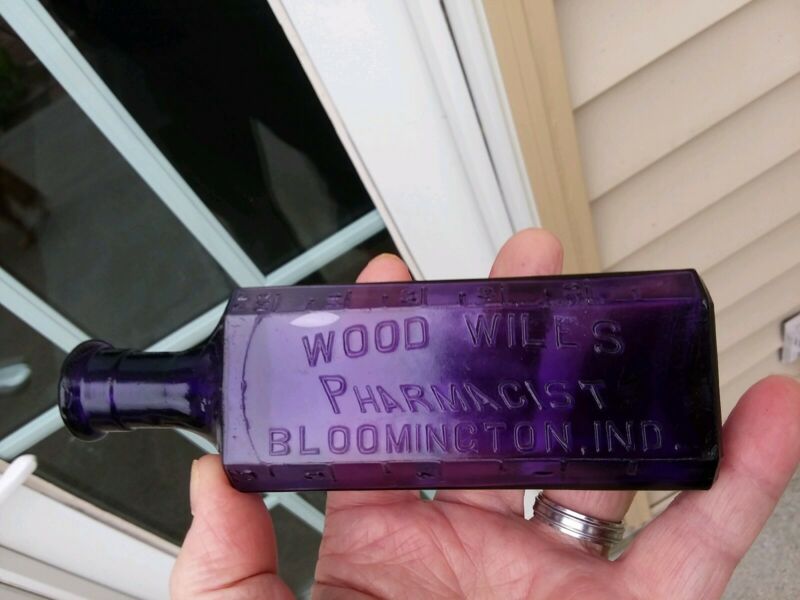 WOOD WILES
PHARMACIST
BLOOMINGTON, IND.